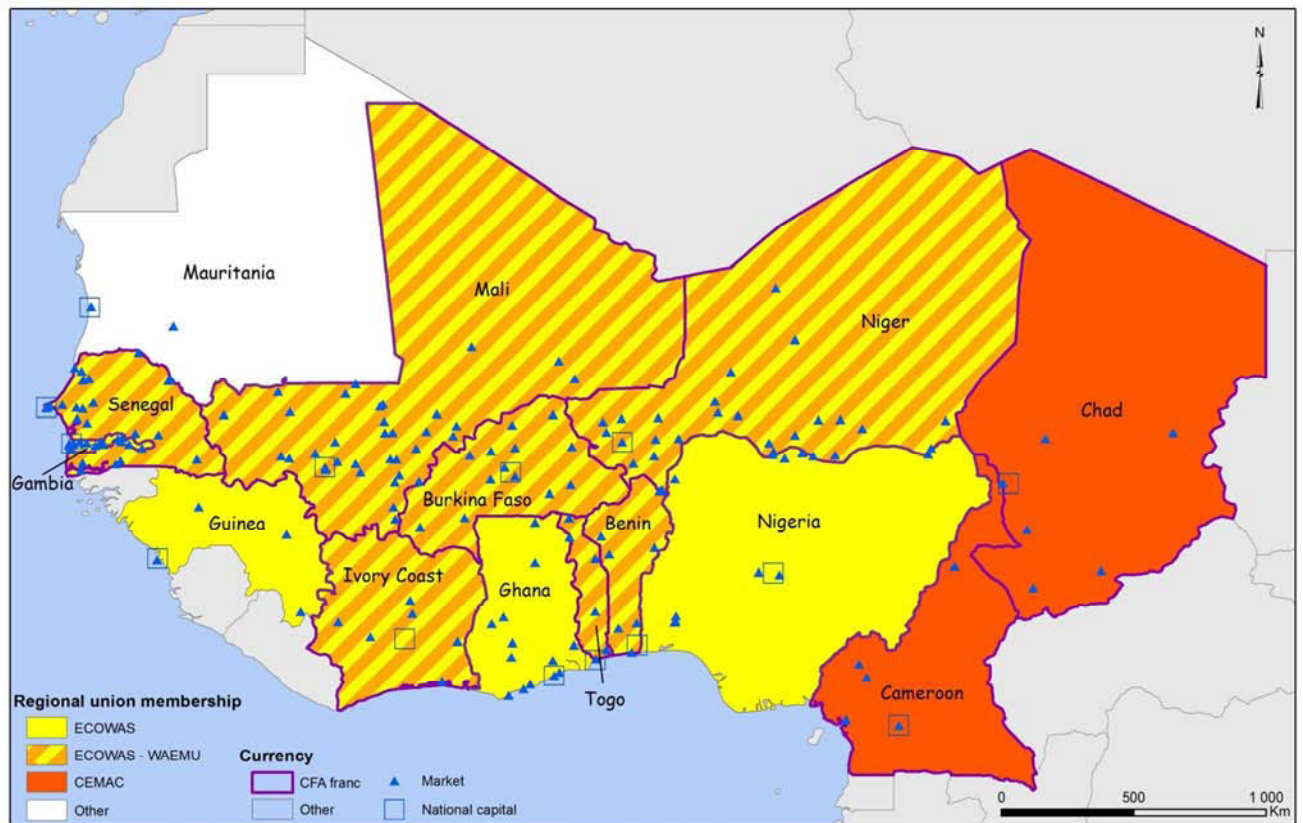 N
Mauritania
Mali
Niger
Chad
Senegal
Gambia
Burkina Faso
Guinea
Benin
Nigeria
Ivory Coast
Ghana
Togo
Cameroon
Regional union membership
ECOWAS
ECOWAS - WAEMU
CEMAC
Other
Currency
CFA franc
Other
Market
National capital
0 500 1 000
Km